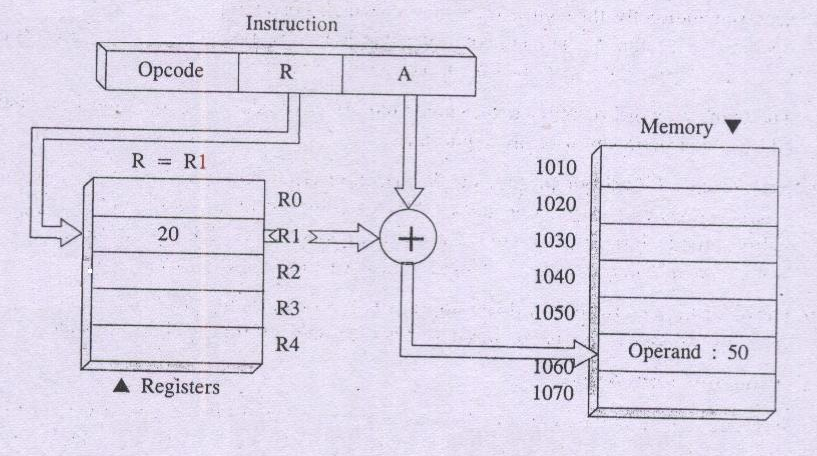 Instruction
Opcode R A
Memory ▼
R = R1
1010
R0
1020
20
R1
+
1030
R2
1040
R3
1050
R4
Operand : 50
1060
▲ Registers
1070